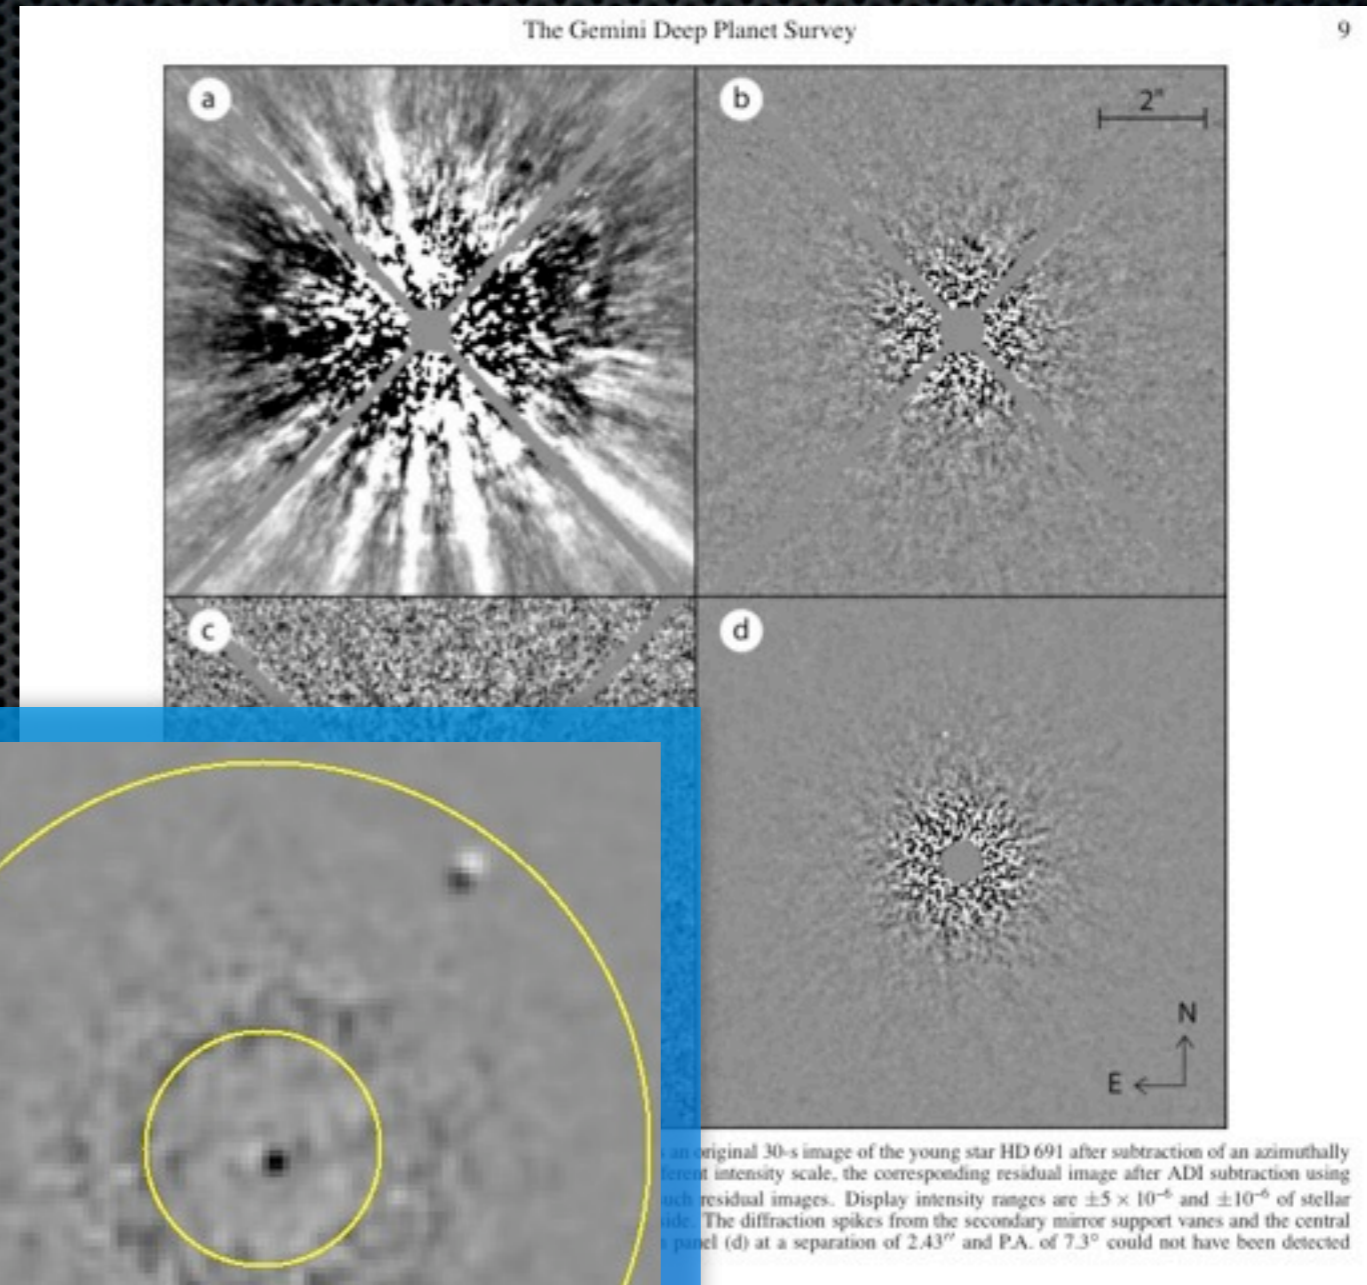 The Gemini Deep Planet Survey 9
a
b
2"
c
d
N
E
an original 30-s image of the young star HD 691 after subtraction of an azimuthally
intensity scale, the corresponding residual image after ADI subtraction using
residual images. Display intensity ranges are ±5 × 10⁻⁶ and ±10⁻⁶ of stellar
The diffraction spikes from the secondary mirror support vanes and the central
panel (d) at a separation of 2.43″ and P.A. of 7.3° could not have been detected